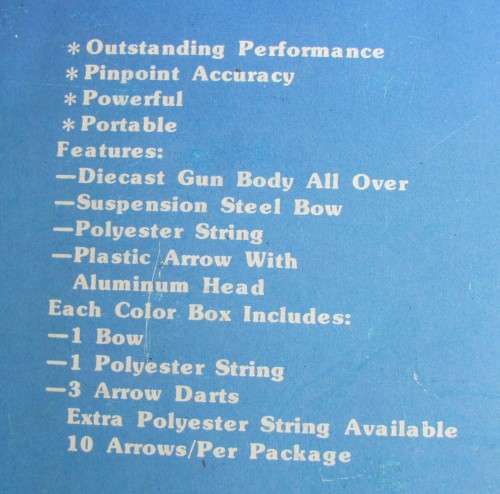 * Outstanding Performance
* Pinpoint Accuracy
* Powerful
* Portable
Features:
—Diecast Gun Body All Over
—Suspension Steel Bow
—Polyester String
—Plastic Arrow With
Aluminum Head
Each Color Box Includes:
—1 Bow
—1 Polyester String
—3 Arrow Darts
Extra Polyester String Available
10 Arrows/Per Package